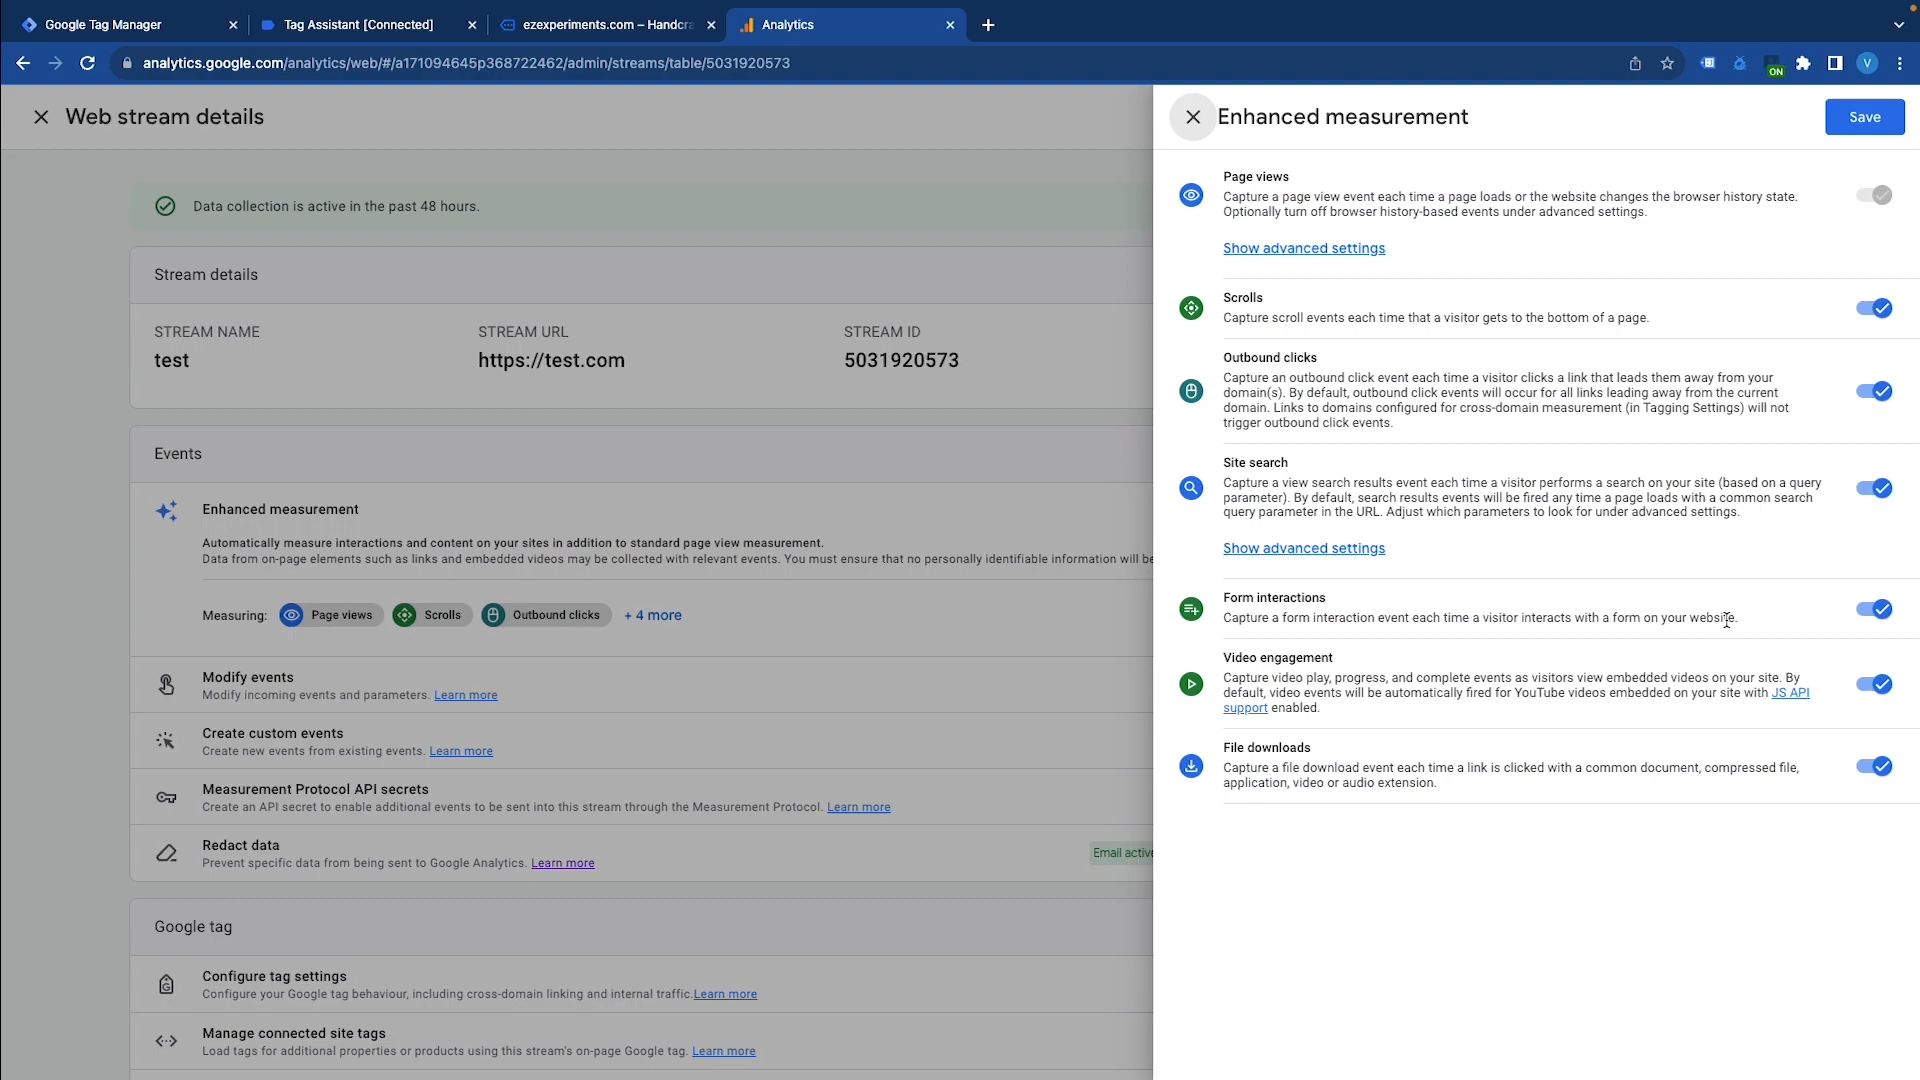 Google Tag Manager
Tag Assistant [Connected]
ezexperiments.com – Handcra
Analytics
analytics.google.com/analytics/web/#/a171094645p368722462/admin/streams/table/5031920573
ON
V
Web stream details
Data collection is active in the past 48 hours.
Stream details
STREAM NAME
test
STREAM URL
https://test.com
STREAM ID
5031920573
Events
Enhanced measurement
Automatically measure interactions and content on your sites in addition to standard page view measurement.
Data from on-page elements such as links and embedded videos may be collected with relevant events. You must ensure that no personally identifiable information will be
Measuring: Page views Scrolls Outbound clicks + 4 more
Modify events
Modify incoming events and parameters. Learn more
Create custom events
Create new events from existing events. Learn more
Measurement Protocol API secrets
Create an API secret to enable additional events to be sent into this stream through the Measurement Protocol. Learn more
Redact data
Prevent specific data from being sent to Google Analytics. Learn more
Email active
Google tag
Configure tag settings
Configure your Google tag behaviour, including cross-domain linking and internal traffic.Learn more
Manage connected site tags
Load tags for additional properties or products using this stream's on-page Google tag. Learn more
Enhanced measurement
Save
Page views
Capture a page view event each time a page loads or the website changes the browser history state.
Optionally turn off browser history-based events under advanced settings.
Show advanced settings
Scrolls
Capture scroll events each time that a visitor gets to the bottom of a page.
Outbound clicks
Capture an outbound click event each time a visitor clicks a link that leads them away from your
domain(s). By default, outbound click events will occur for all links leading away from the current
domain. Links to domains configured for cross-domain measurement (in Tagging Settings) will not
trigger outbound click events.
Site search
Capture a view search results event each time a visitor performs a search on your site (based on a query
parameter). By default, search results events will be fired any time a page loads with a common search
query parameter in the URL. Adjust which parameters to look for under advanced settings.
Show advanced settings
Form interactions
Capture a form interaction event each time a visitor interacts with a form on your website.
Video engagement
Capture video play, progress, and complete events as visitors view embedded videos on your site. By
default, video events will be automatically fired for YouTube videos embedded on your site with JS API
support enabled.
File downloads
Capture a file download event each time a link is clicked with a common document, compressed file,
application, video or audio extension.